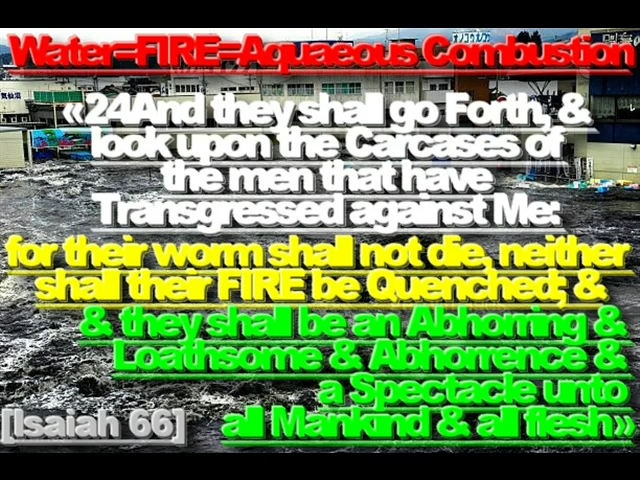 Water=FIRE=Aquaeous Combustion
«24And they shall go Forth, &
look upon the Carcases of
the men that have
Transgressed against Me:
for their worm shall not die, neither
shall their FIRE be Quenched; &
& they shall be an Abhorring &
Loathsome & Abhorrence &
a Spectacle unto
all Mankind & all flesh»
[Isaiah 66]